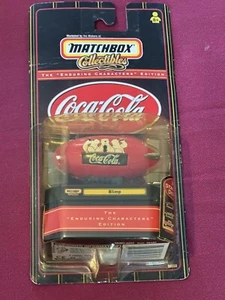 MATCHBOX
Collectibles
THE "ENDURING CHARACTERS" EDITION
Coca-Cola
Coca-Cola
Blimp
THE
"ENDURING CHARACTERS"
EDITION